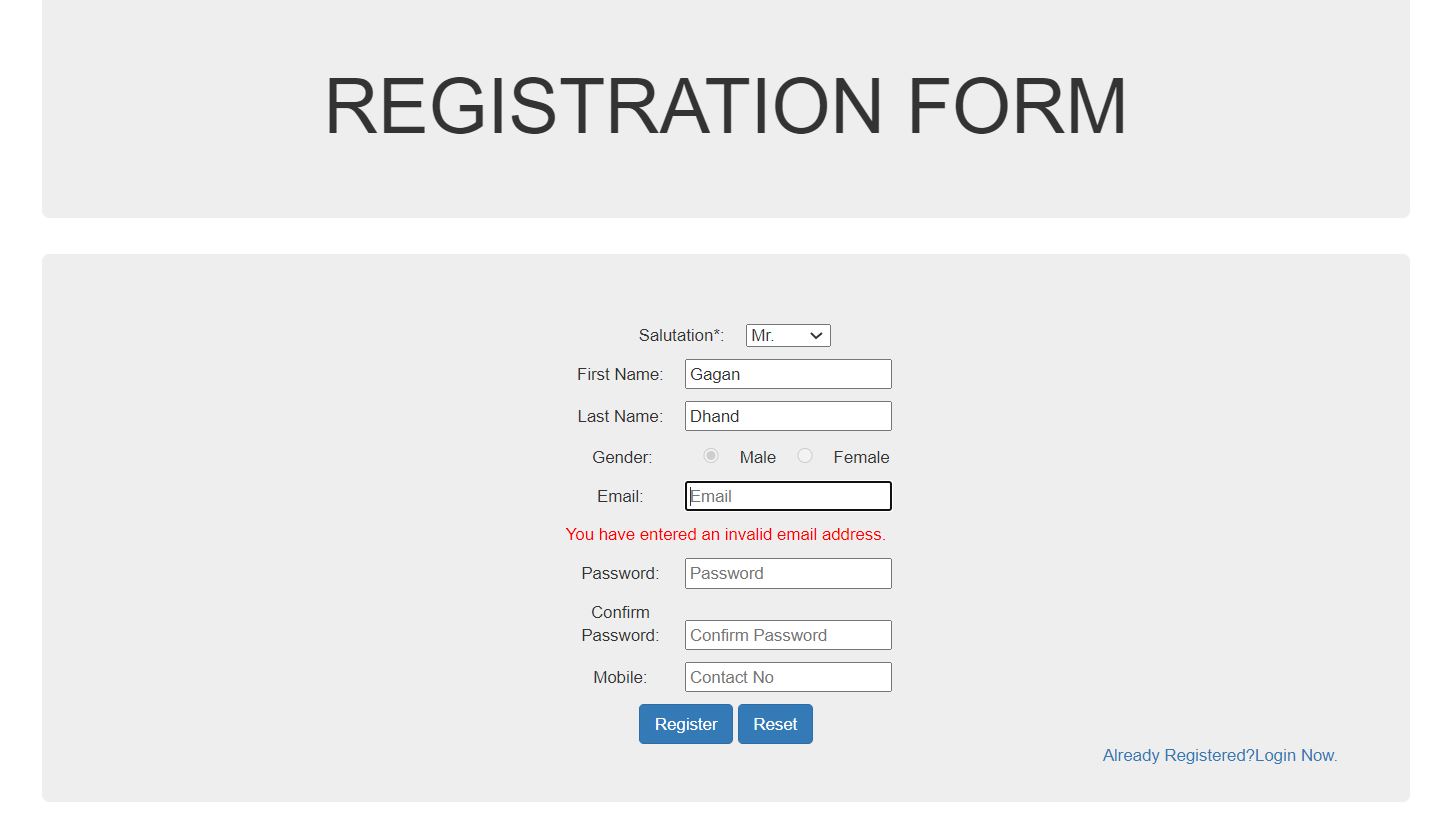 REGISTRATION FORM
Salutation*: Mr.
First Name: Gagan
Last Name: Dhand
Gender: Male Female
Email: Email
You have entered an invalid email address.
Password: Password
Confirm
Password: Confirm Password
Mobile: Contact No
Register Reset
Already Registered?Login Now.